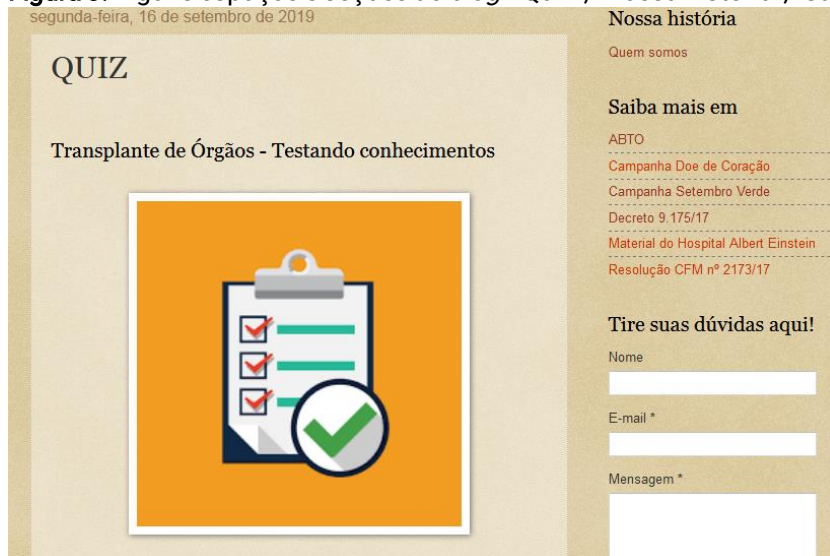 segunda-feira, 16 de setembro de 2019
QUIZ
Transplante de Órgãos - Testando conhecimentos
Nossa história
Quem somos
Saiba mais em
ABTO
Campanha Doe de Coração
Campanha Setembro Verde
Decreto 9.175/17
Material do Hospital Albert Einstein
Resolução CFM nº 2173/17
Tire suas dúvidas aqui!
Nome
E-mail *
Mensagem *